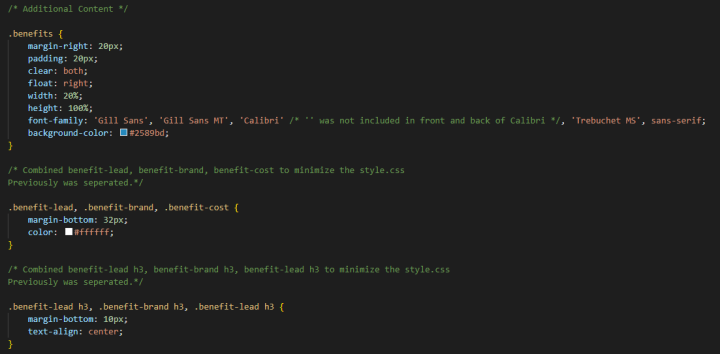 /* Additional Content */
.benefits {
margin-right: 20px;
padding: 20px;
clear: both;
float: right;
width: 20%;
height: 100%;
font-family: 'Gill Sans', 'Gill Sans MT', 'Calibri' /* '' was not included in front and back of Calibri */, 'Trebuchet MS', sans-serif;
background-color: #2589bd;
}
/* Combined benefit-lead, benefit-brand, benefit-cost to minimize the style.css
Previously was seperated.*/
.benefit-lead, .benefit-brand, .benefit-cost {
margin-bottom: 32px;
color: #ffffff;
}
/* Combined benefit-lead h3, benefit-brand h3, benefit-lead h3 to minimize the style.css
Previously was seperated.*/
.benefit-lead h3, .benefit-brand h3, .benefit-lead h3 {
margin-bottom: 10px;
text-align: center;
}